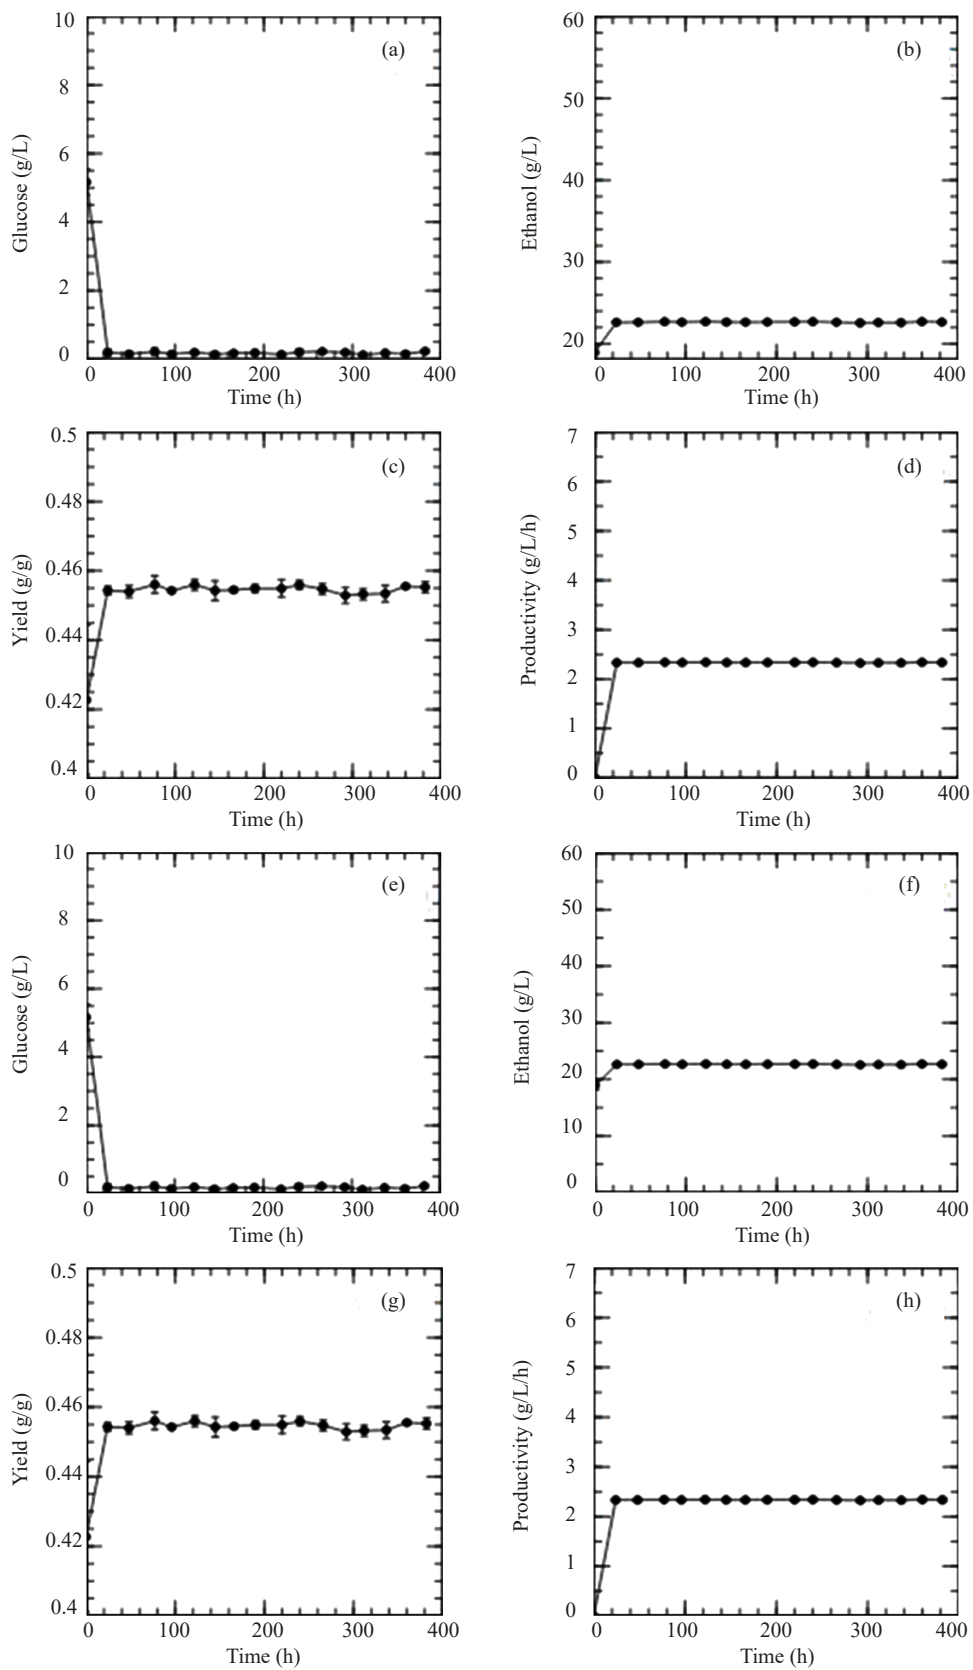 (a)
Glucose (g/L)
10
8
6
4
2
0
0 100 200 300 400
Time (h)
(b)
Ethanol (g/L)
60
50
40
30
20
0 100 200 300 400
Time (h)
(c)
Yield (g/g)
0.5
0.48
0.46
0.44
0.42
0.4
0 100 200 300 400
Time (h)
(d)
Productivity (g/L/h)
7
6
5
4
3
2
1
0
0 100 200 300 400
Time (h)
(e)
Glucose (g/L)
10
8
6
4
2
0
0 100 200 300 400
Time (h)
(f)
Ethanol (g/L)
60
50
40
30
20
10
0
0 100 200 300 400
Time (h)
(g)
Yield (g/g)
0.5
0.48
0.46
0.44
0.42
0.4
0 100 200 300 400
Time (h)
(h)
Productivity (g/L/h)
7
6
5
4
3
2
1
0
0 100 200 300 400
Time (h)